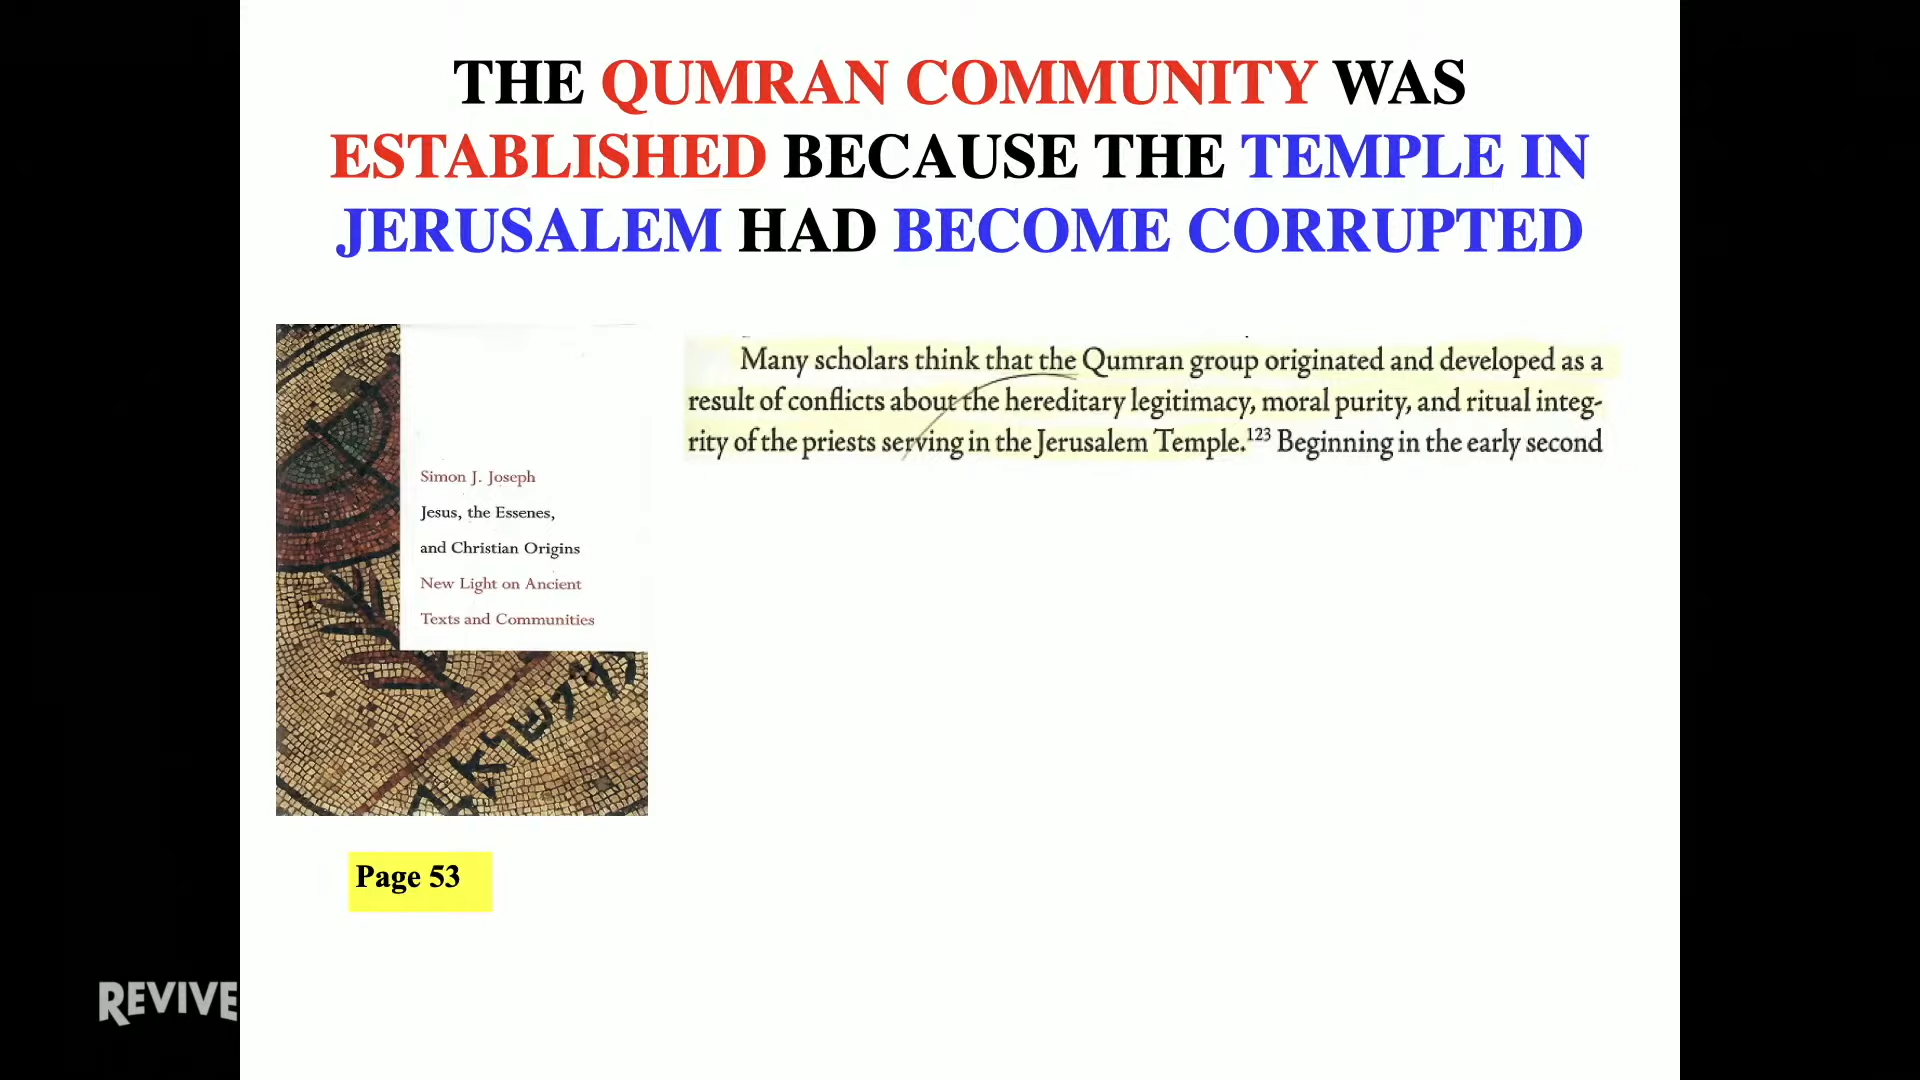 THE QUMRAN COMMUNITY WAS
ESTABLISHED BECAUSE THE TEMPLE IN
JERUSALEM HAD BECOME CORRUPTED
Many scholars think that the Qumran group originated and developed as a
result of conflicts about the hereditary legitimacy, moral purity, and ritual integ-
rity of the priests serving in the Jerusalem Temple.¹²³ Beginning in the early second
Simon J. Joseph
Jesus, the Essenes,
and Christian Origins
New Light on Ancient
Texts and Communities
Page 53
REVIVE